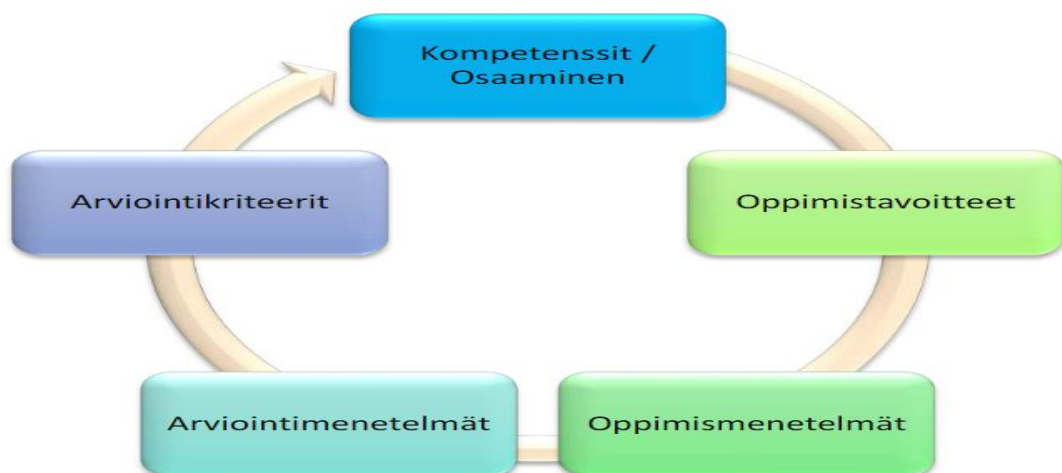 Kompetenssit /
Osaaminen
Arviointikriteerit
Oppimistavoitteet
Arviointimenetelmät
Oppimismenetelmät